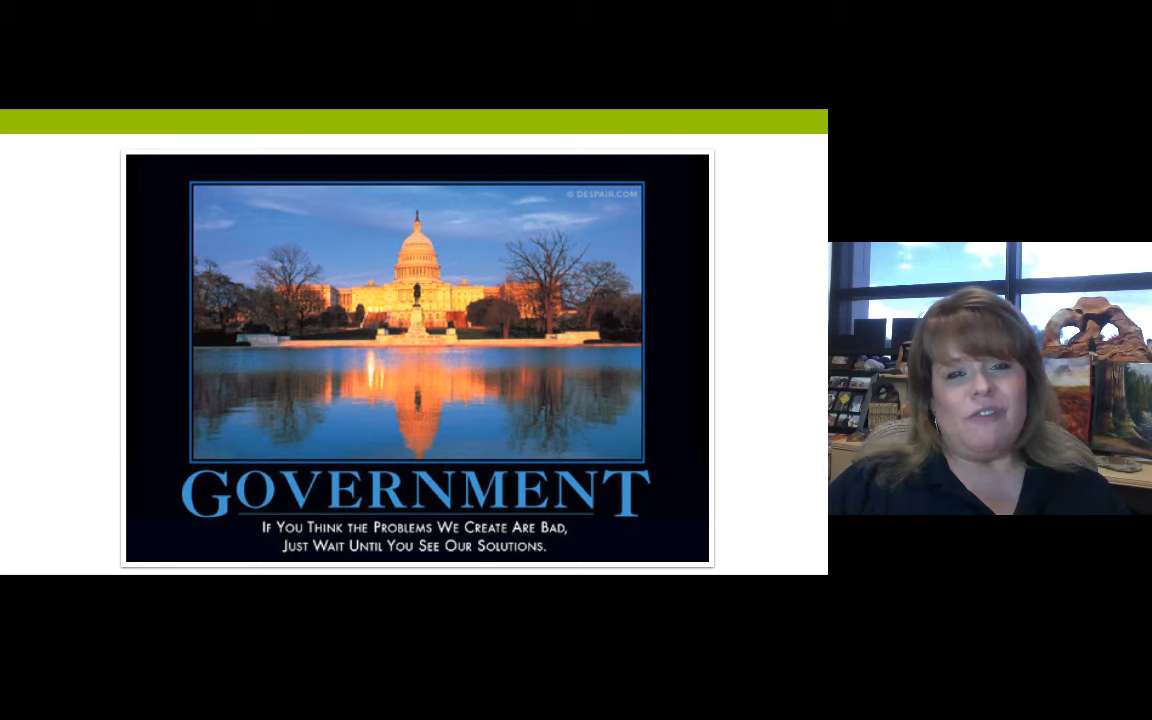 © DESPAIR.COM
GOVERNMENT
IF YOU THINK THE PROBLEMS WE CREATE ARE BAD,
JUST WAIT UNTIL YOU SEE OUR SOLUTIONS.